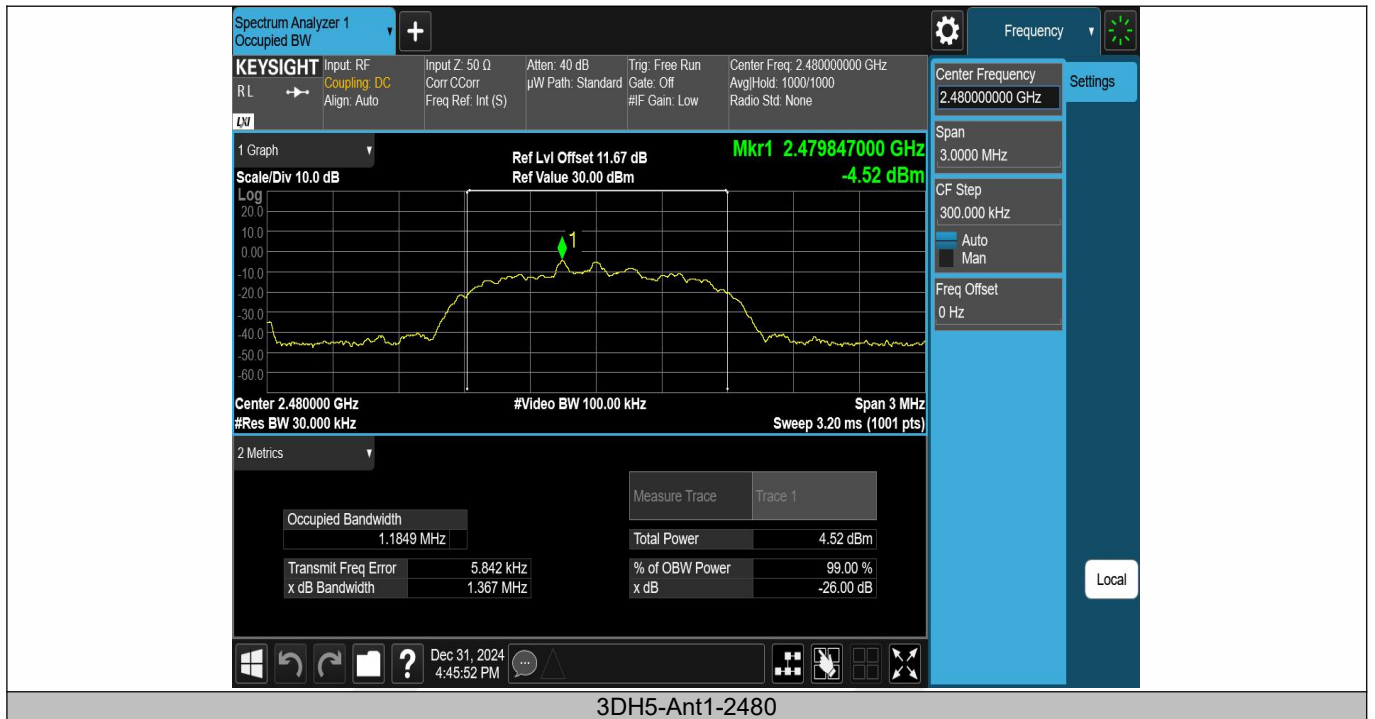 Spectrum Analyzer 1
Occupied BW
+
Frequency
KEYSIGHT
R L
LXI
Input: RF
Coupling: DC
Align: Auto
Input Z: 50 Ω
Corr CCorr
Freq Ref: Int (S)
Atten: 40 dB
µW Path: Standard
Trig: Free Run
Gate: Off
#IF Gain: Low
Center Freq: 2.480000000 GHz
Avg|Hold: 1000/1000
Radio Std: None
Center Frequency
2.480000000 GHz
Settings
Span
3.0000 MHz
CF Step
300.000 kHz
Auto
Man
Freq Offset
0 Hz
Local
1 Graph
Scale/Div 10.0 dB
Ref Lvl Offset 11.67 dB
Ref Value 30.00 dBm
Mkr1 2.479847000 GHz
-4.52 dBm
Log
20.0
10.0
0.00
-10.0
-20.0
-30.0
-40.0
-50.0
-60.0
1
Center 2.480000 GHz
#Res BW 30.000 kHz
#Video BW 100.00 kHz
Span 3 MHz
Sweep 3.20 ms (1001 pts)
2 Metrics
Measure Trace Trace 1
Occupied Bandwidth
1.1849 MHz
Total Power 4.52 dBm
Transmit Freq Error 5.842 kHz
% of OBW Power 99.00 %
x dB Bandwidth 1.367 MHz
x dB -26.00 dB
?
Dec 31, 2024
4:45:52 PM
3DH5-Ant1-2480